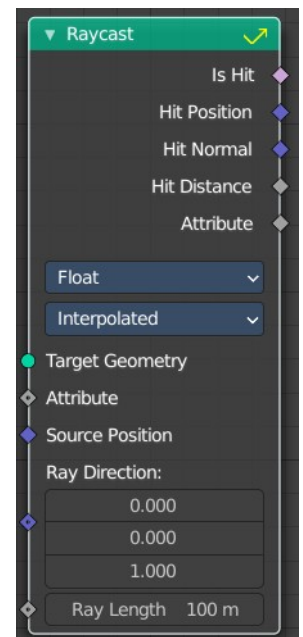 Raycast
Is Hit
Hit Position
Hit Normal
Hit Distance
Attribute
Float
Interpolated
Target Geometry
Attribute
Source Position
Ray Direction:
0.000
0.000
1.000
Ray Length 100 m